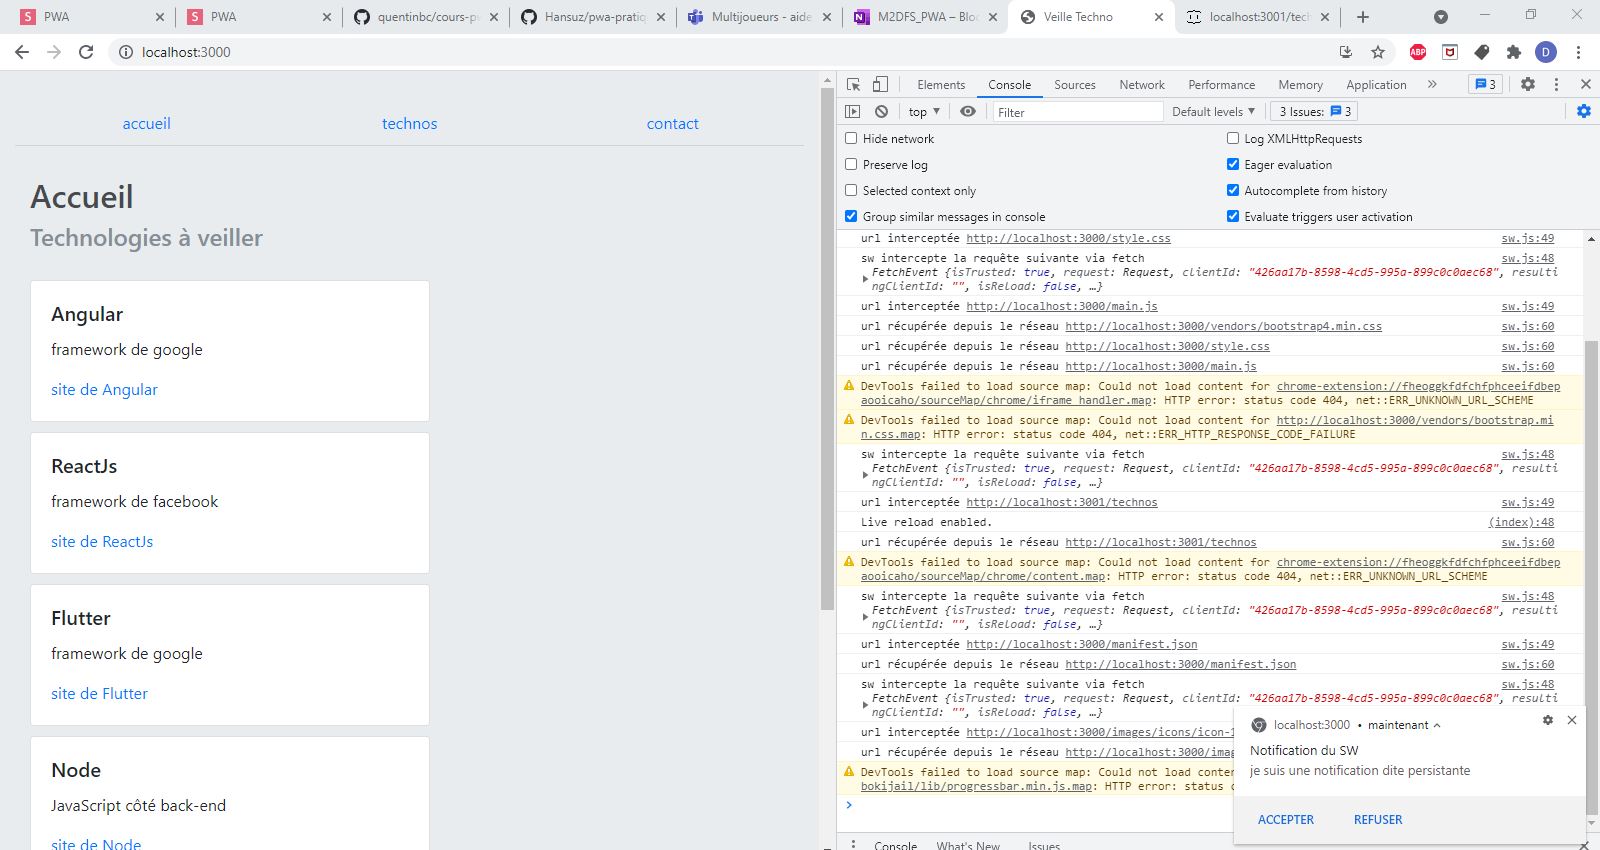 PWA
PWA
quentinbc/cours-pw
Hansuz/pwa-pratiq
Multijoueurs - aide
M2DFS_PWA – Bloc
Veille Techno
localhost:3001/tech
localhost:3000
ABP
D
accueil
technos
contact
Accueil
Technologies à veiller
Angular
framework de google
site de Angular
ReactJs
framework de facebook
site de ReactJs
Flutter
framework de google
site de Flutter
Node
JavaScript côté back-end
site de Node
Elements
Console
Sources
Network
Performance
Memory
Application
3
top
Filter
Default levels
3 Issues: 3
Hide network
Log XMLHttpRequests
Preserve log
Eager evaluation
Selected context only
Autocomplete from history
Group similar messages in console
Evaluate triggers user activation
url interceptée http://localhost:3000/style.css sw.js:49
sw intercepte la requête suivante via fetch sw.js:48
FetchEvent {isTrusted: true, request: Request, clientId: "426aa17b-8598-4cd5-995a-899c0c0aec68", resulti
ngClientId: "", isReload: false, …}
url interceptée http://localhost:3000/main.js sw.js:49
url récupérée depuis le réseau http://localhost:3000/vendors/bootstrap4.min.css sw.js:60
url récupérée depuis le réseau http://localhost:3000/style.css sw.js:60
url récupérée depuis le réseau http://localhost:3000/main.js sw.js:60
DevTools failed to load source map: Could not load content for chrome-extension://fheoggkfdfchfphceeifdbep
aooicaho/sourceMap/chrome/iframe_handler.map: HTTP error: status code 404, net::ERR_UNKNOWN_URL_SCHEME
DevTools failed to load source map: Could not load content for http://localhost:3000/vendors/bootstrap.mi
n.css.map: HTTP error: status code 404, net::ERR_HTTP_RESPONSE_CODE_FAILURE
sw intercepte la requête suivante via fetch sw.js:48
FetchEvent {isTrusted: true, request: Request, clientId: "426aa17b-8598-4cd5-995a-899c0c0aec68", resulti
ngClientId: "", isReload: false, …}
url interceptée http://localhost:3001/technos sw.js:49
Live reload enabled. (index):48
url récupérée depuis le réseau http://localhost:3001/technos sw.js:60
DevTools failed to load source map: Could not load content for chrome-extension://fheoggkfdfchfphceeifdbep
aooicaho/sourceMap/chrome/content.map: HTTP error: status code 404, net::ERR_UNKNOWN_URL_SCHEME
sw intercepte la requête suivante via fetch sw.js:48
FetchEvent {isTrusted: true, request: Request, clientId: "426aa17b-8598-4cd5-995a-899c0c0aec68", resulti
ngClientId: "", isReload: false, …}
url interceptée http://localhost:3000/manifest.json sw.js:49
url récupérée depuis le réseau http://localhost:3000/manifest.json sw.js:60
sw intercepte la requête suivante via fetch sw.js:48
FetchEvent {isTrusted: true, request: Request, clientId: "426aa17b-8598-4cd5-995a-899c0c0aec68", resulti
ngClientId: "", isReload: false, …}
url interceptée http://localhost:3000/images/icons/icon-1
url récupérée depuis le réseau http://localhost:3000/imag
DevTools failed to load source map: Could not load conten
bokijail/lib/progressbar.min.js.map: HTTP error: status c
localhost:3000 • maintenant
Notification du SW
je suis une notification dite persistante
ACCEPTER
REFUSER
Console
What's New
Issues